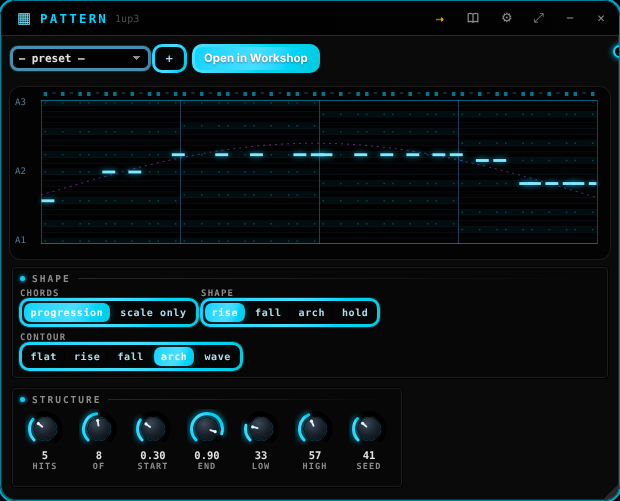 PATTERN 1up3
— preset —
+
Open in Workshop
A3
A2
A1
SHAPE
CHORDS SHAPE
progression scale only rise fall arch hold
CONTOUR
flat rise fall arch wave
STRUCTURE
5 8 0.30 0.90 33 57 41
HITS OF START END LOW HIGH SEED